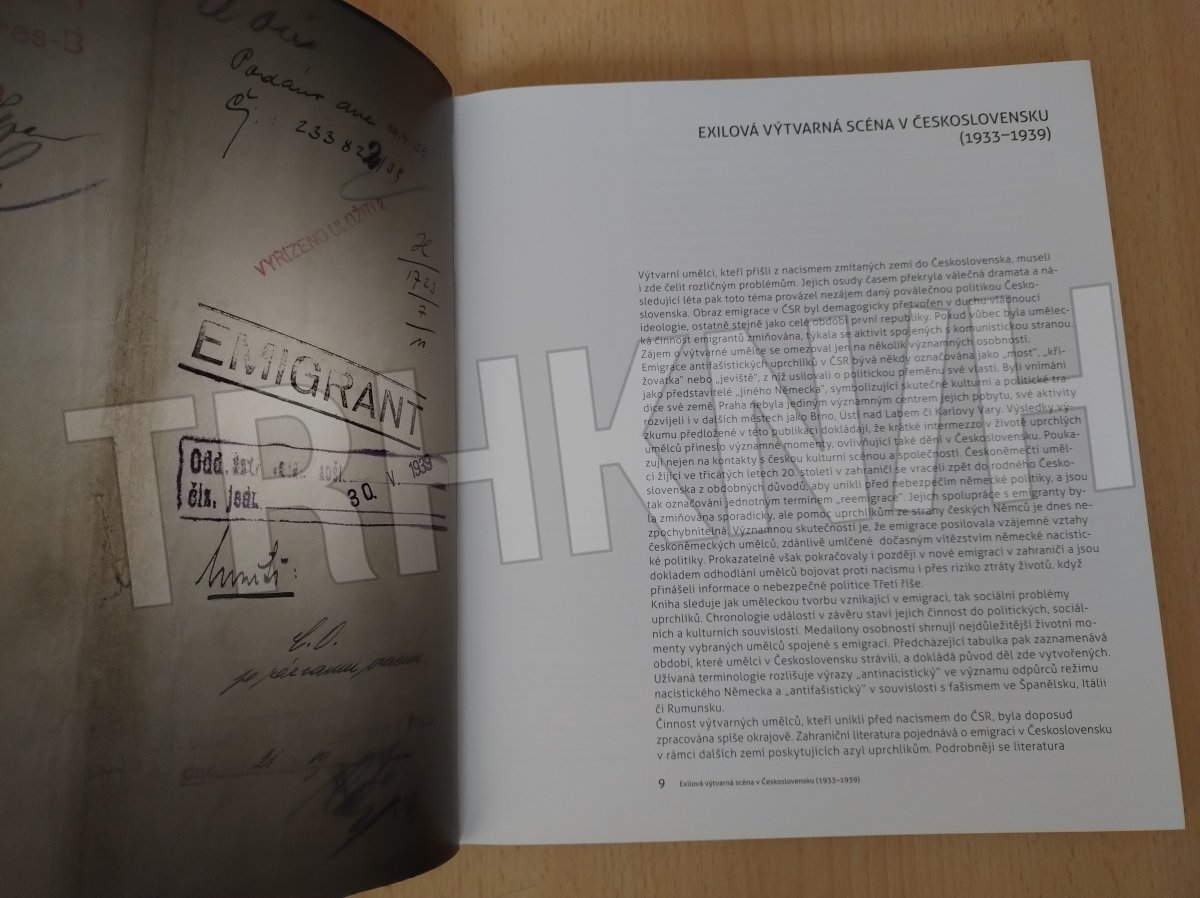 res-B
Podáno dne
Čj.: 233822/39
VYŘÍZENO ULOŽITI
1723
7
EMIGRANT
Odd. V. 1939
30.
čís. jedn.
EXILOVÁ VÝTVARNÁ SCÉNA V ČESKOSLOVENSKU
(1933–1939)
Výtvarní umělci, kteří přišli z nacismem zmítaných zemí do Československa, museli
i zde čelit rozličným problémům. Jejich osudy časem překryla válečná dramata a ná-
sledující léta pak toto téma provázel nezájem daný poválečnou politikou Česko-
slovenska. Obraz emigrace v ČSR byl demagogicky přetvořen v duchu vládnoucí
ideologie, ostatně stejně jako celé období první republiky. Pokud vůbec byla umělec-
ká činnost emigrantů zmiňována, týkala se aktivit spojených s komunistickou stranou.
Zájem o výtvarné umělce se omezoval jen na několik významných osobností.
Emigrace antifašistických uprchlíků v ČSR bývá někdy označována jako „most", „kři-
žovatka" nebo „jeviště", z níž usilovali o politickou přeměnu své vlasti. Byli vnímáni
jako představitelé „jiného Německa", symbolizující skutečné kulturní a politické tra-
dice své země. Praha nebyla jediným významným centrem jejich pobytu, své aktivity
rozvíjeli i v dalších městech jako Brno, Ústí nad Labem či Karlovy Vary. Výsledky vý-
zkumu předložené v této publikaci dokládají, že krátké intermezzo v životě uprchlých
umělců přineslo významné momenty, ovlivňující také dění v Československu. Pouka-
zují nejen na kontakty s českou kulturní scénou a společností. Českoněmečtí uměl-
ci žijící ve třicátých letech 20. století v zahraničí se vraceli zpět do rodného Česko-
slovenska z obdobných důvodů, aby unikli před nebezpečím německé politiky, a jsou
tak označováni jednotným termínem „reemigrace". Jejich spolupráce s emigranty by-
la zmiňována sporadicky, ale pomoc uprchlíkům ze strany českých Němců je dnes ne-
zpochybnitelná. Významnou skutečností je, že emigrace posilovala vzájemné vztahy
českoněmeckých umělců, zdánlivě umlčené dočasným vítězstvím německé nacistic-
ké politiky. Prokazatelně však pokračovaly i později v nové emigraci v zahraničí a jsou
dokladem odhodlání umělců bojovat proti nacismu i přes riziko ztráty životů, když
přinášeli informace o nebezpečné politice Třetí říše.
Kniha sleduje jak uměleckou tvorbu vznikající v emigraci, tak sociální problémy
uprchlíků. Chronologie událostí v závěru staví jejich činnost do politických, sociál-
ních a kulturních souvislostí. Medailony osobností shrnují nejdůležitější životní mo-
menty vybraných umělců spojené s emigrací. Předcházející tabulka pak zaznamenává
období, které umělci v Československu strávili, a dokládá původ děl zde vytvořených.
Užívaná terminologie rozlišuje výrazy „antinacistický" ve významu odpůrců režimu
nacistického Německa a „antifašistický" v souvislosti s fašismem ve Španělsku, Itálii
či Rumunsku.
Činnost výtvarných umělců, kteří unikli před nacismem do ČSR, byla doposud
zpracována spíše okrajově. Zahraniční literatura pojednává o emigraci v Československu
v rámci dalších zemí poskytujících azyl uprchlíkům. Podrobněji se literatura
9 Exilová výtvarná scéna v Československu (1933–1939)
TRHKNIH